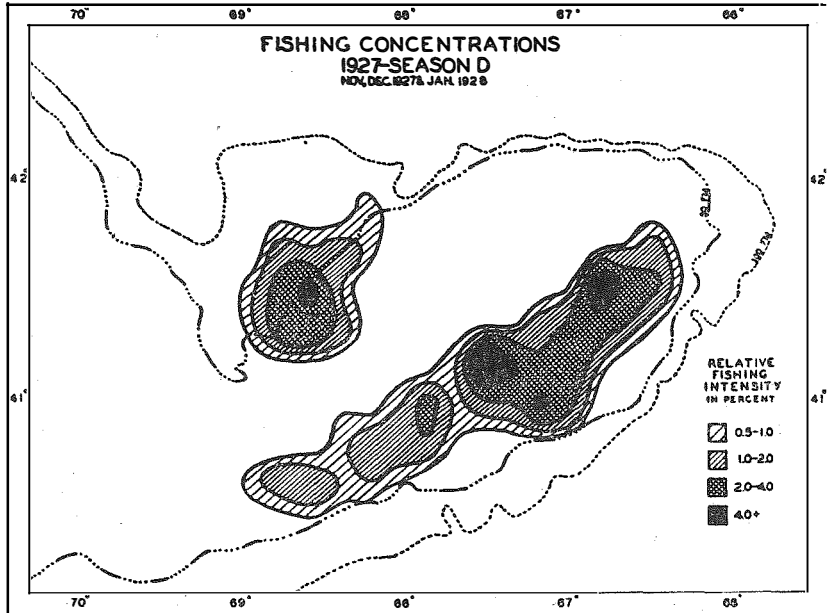 70° 69° 68° 67° 66°
FISHING CONCENTRATIONS
1927-SEASON D
NOV, DEC. 1927 & JAN. 1928
42° 42°
41° 41°
RELATIVE
FISHING
INTENSITY
IN PERCENT
0.5-1.0
1.0-2.0
2.0-4.0
4.0+
70° 69° 68° 67° 68°